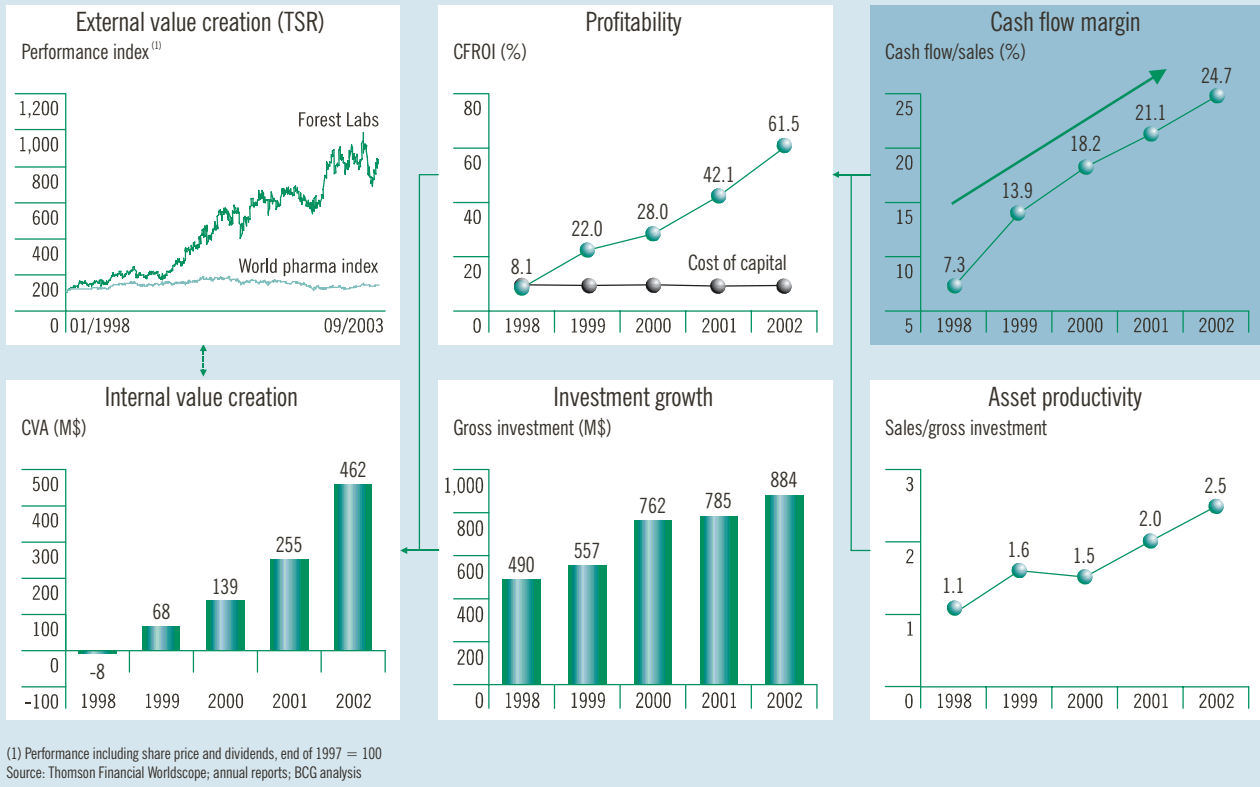 External value creation (TSR)
Performance index (1)
1,200
1,000
800
600
400
200
0
Forest Labs
World pharma index
01/1998 09/2003
Profitability
CFROI (%)
80
60
40
20
0
8.1
22.0
28.0
42.1
61.5
Cost of capital
1998 1999 2000 2001 2002
Cash flow margin
Cash flow/sales (%)
25
20
15
10
5
7.3
13.9
18.2
21.1
24.7
1998 1999 2000 2001 2002
Internal value creation
CVA (M$)
500
400
300
200
100
0
-100
-8
68
139
255
462
1998 1999 2000 2001 2002
Investment growth
Gross investment (M$)
1,000
800
600
400
200
0
490
557
762
785
884
1998 1999 2000 2001 2002
Asset productivity
Sales/gross investment
3
2
1
0
1.1
1.6
1.5
2.0
2.5
1998 1999 2000 2001 2002
(1) Performance including share price and dividends, end of 1997 = 100
Source: Thomson Financial Worldscope; annual reports; BCG analysis